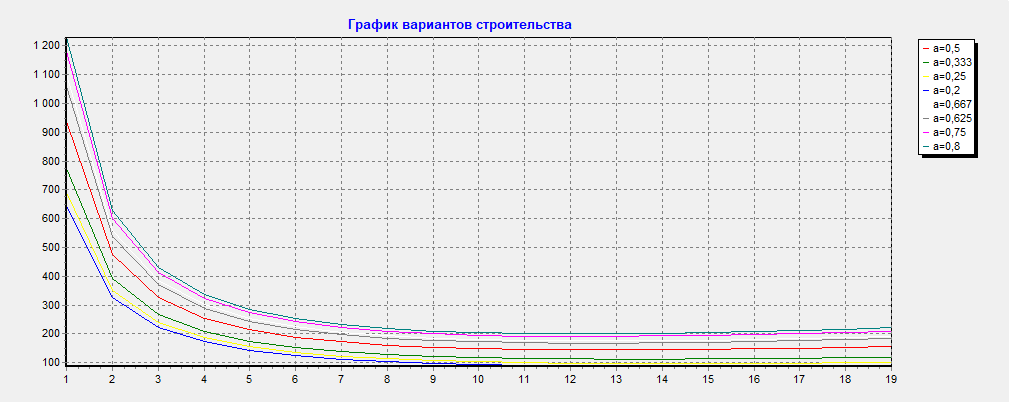 График вариантов строительства
1 200
1 100
1 000
900
800
700
600
500
400
300
200
100
1 2 3 4 5 6 7 8 9 10 11 12 13 14 15 16 17 18 19
a=0,5
a=0,333
a=0,25
a=0,2
a=0,667
a=0,625
a=0,75
a=0,8